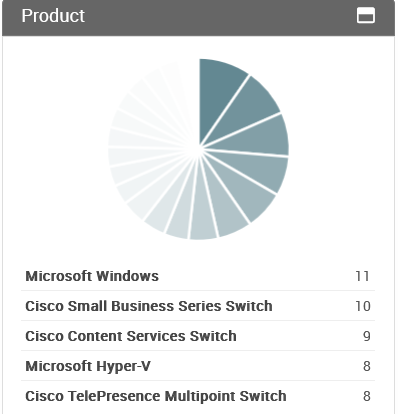 Product
Microsoft Windows 11
Cisco Small Business Series Switch 10
Cisco Content Services Switch 9
Microsoft Hyper-V 8
Cisco TelePresence Multipoint Switch 8